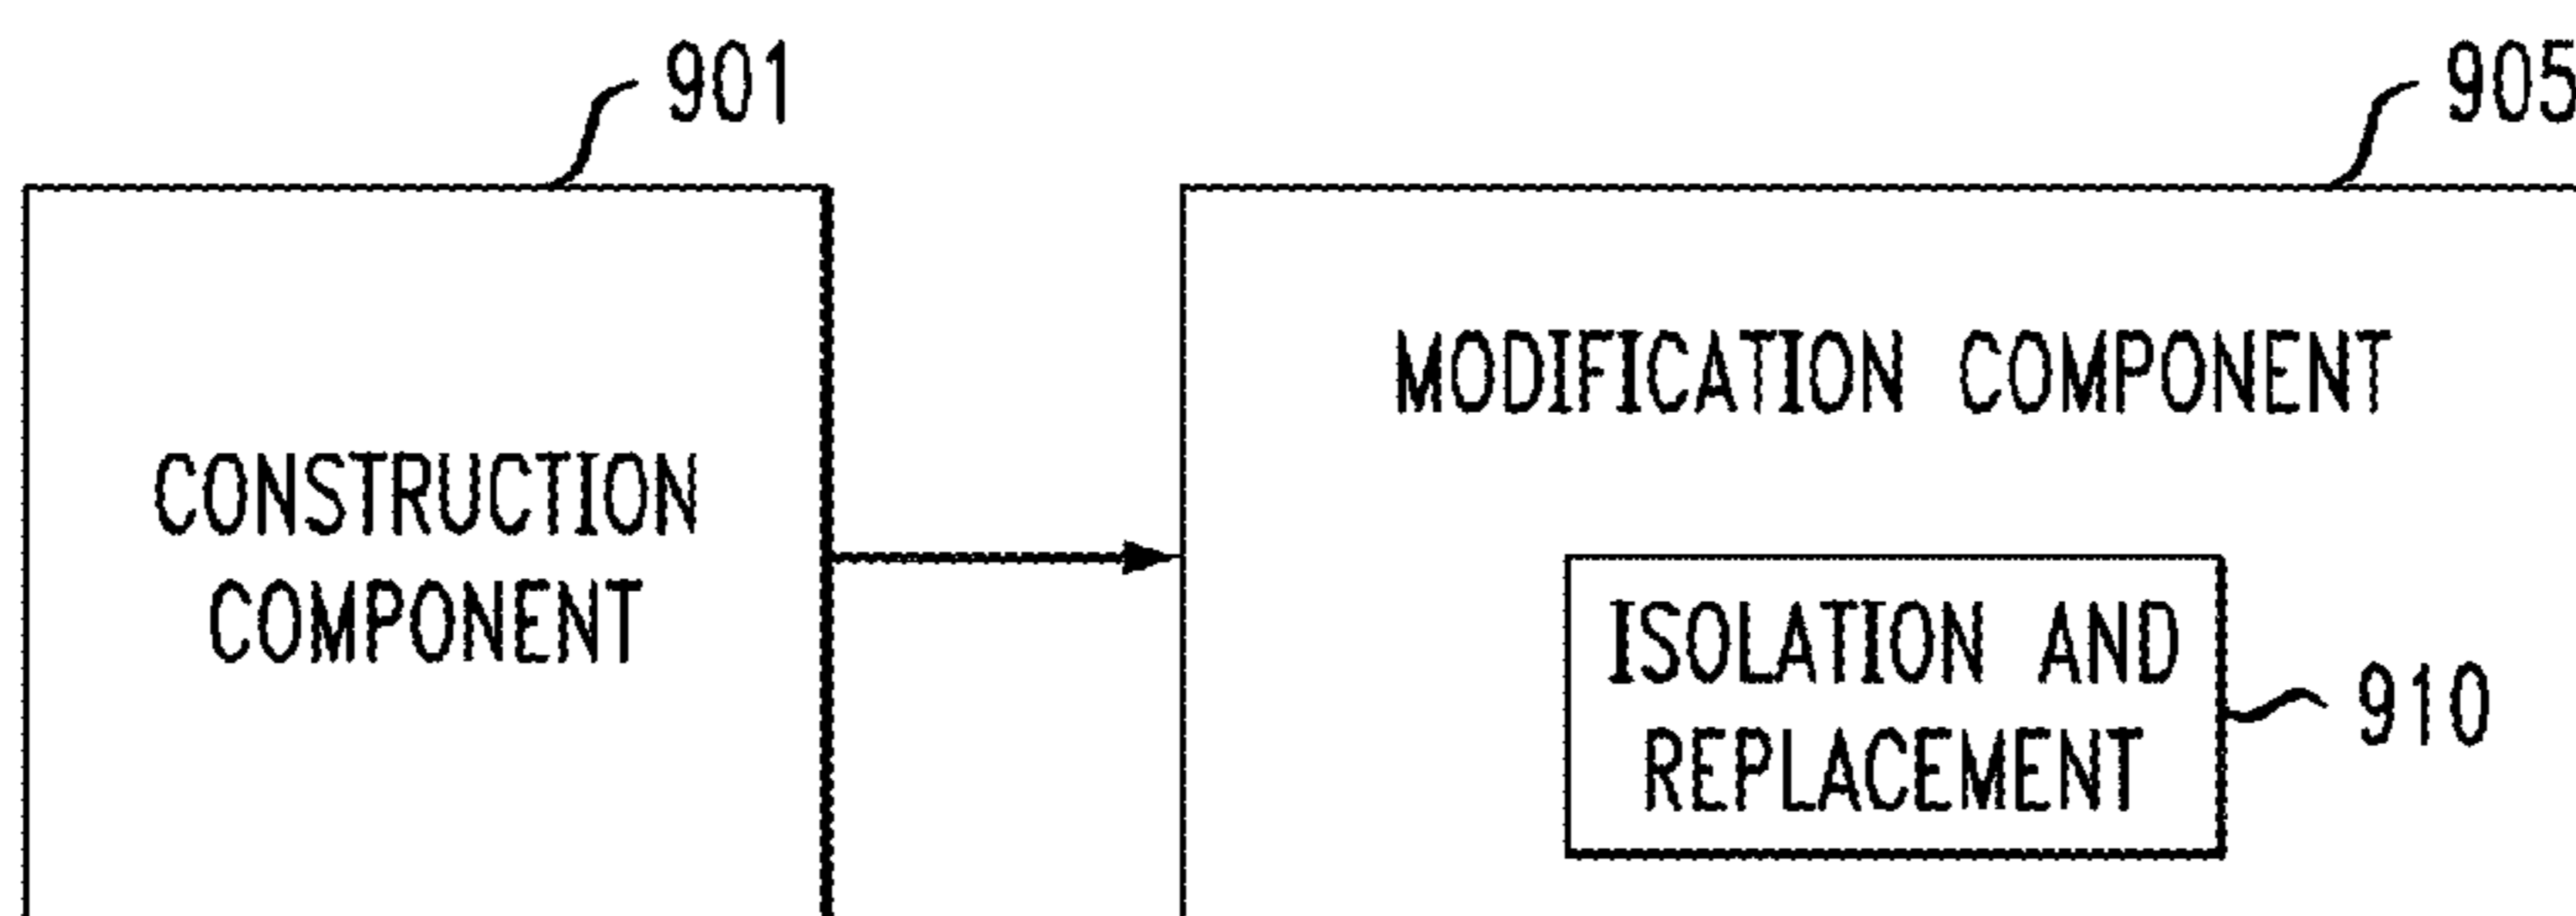 901
905
MODIFICATION COMPONENT
CONSTRUCTION
COMPONENT
ISOLATION AND
REPLACEMENT
910